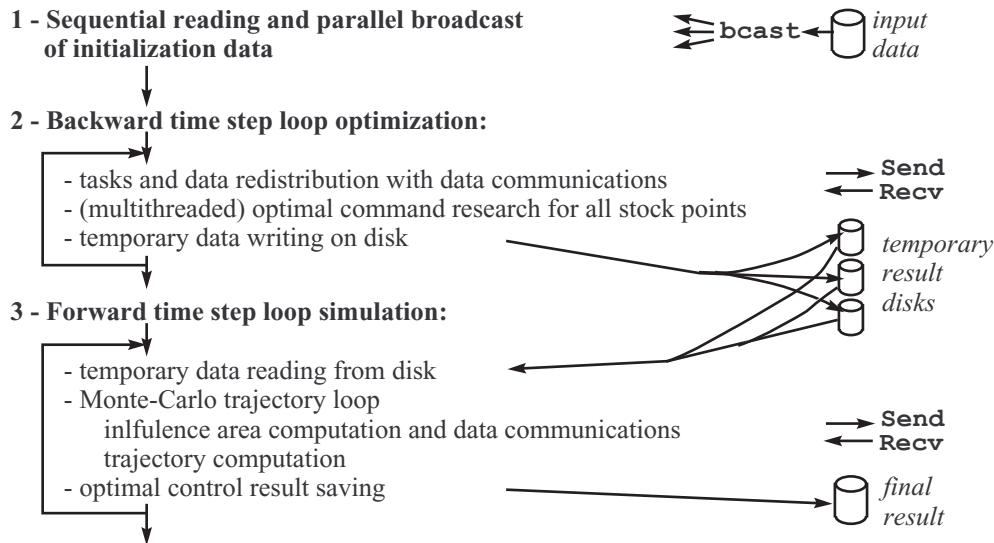 1 - Sequential reading and parallel broadcast
of initialization data
bcast
input
data
2 - Backward time step loop optimization:
- tasks and data redistribution with data communications
- (multithreaded) optimal command research for all stock points
- temporary data writing on disk
Send
Recv
temporary
result
disks
3 - Forward time step loop simulation:
- temporary data reading from disk
- Monte-Carlo trajectory loop
inlfulence area computation and data communications
trajectory computation
- optimal control result saving
Send
Recv
final
result